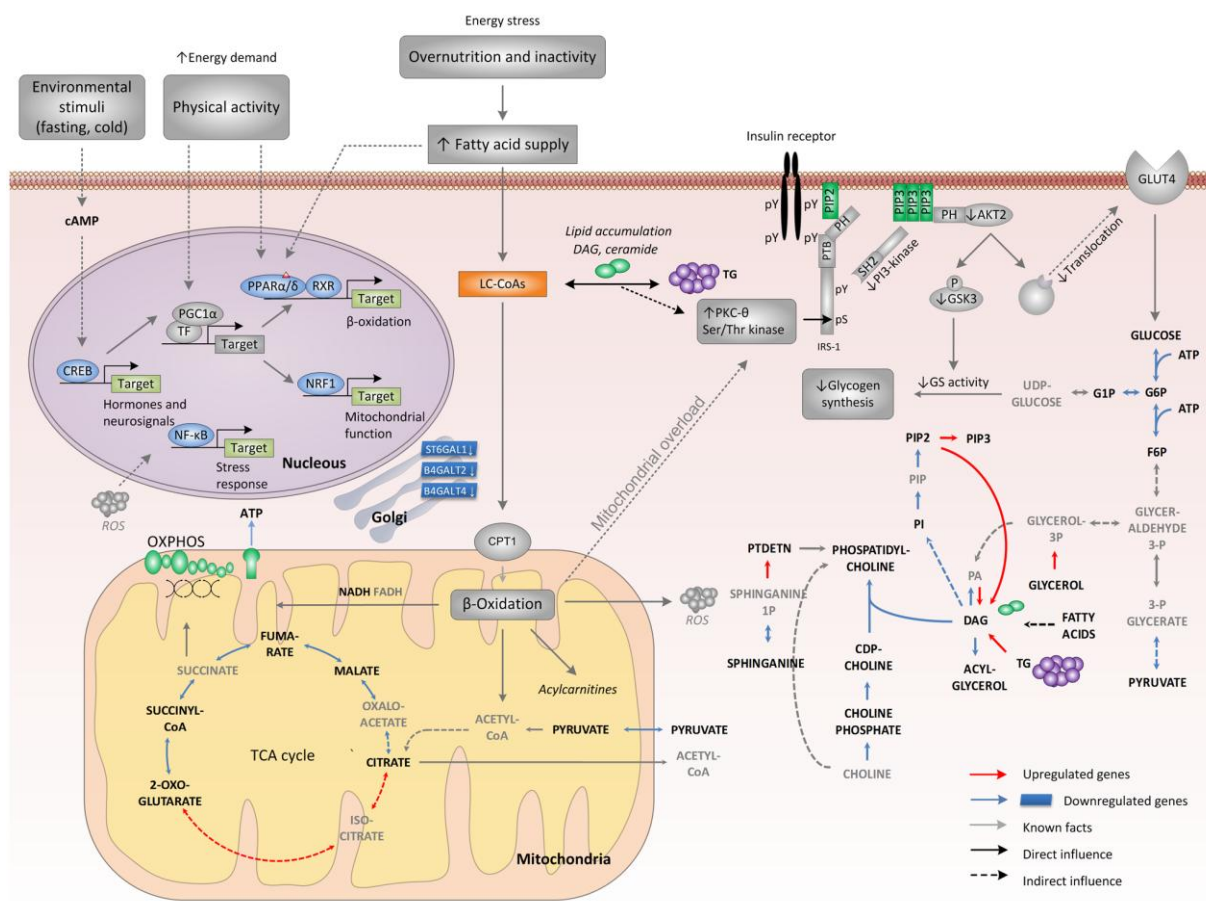 Energy stress
Overnutrition and inactivity
↑Energy demand
Environmental
stimuli
(fasting, cold)
Physical activity
↑ Fatty acid supply
Insulin receptor
GLUT4
cAMP
pY
pY
pY
pY
PIP2
PH
PTB
PIP3
PIP3
PIP3
PH
↓AKT2
SH2
↓PI3-kinase
pY
pS
IRS-1
↓Translocation
P
↓GSK3
Lipid accumulation
DAG, ceramide
TG
LC-CoAs
↑PKC-θ
Ser/Thr kinase
PPARα/δ
RXR
Target
β-oxidation
PGC1α
TF
Target
CREB
Target
Hormones and
neurosignals
NRF1
Target
Mitochondrial
function
NF-κB
Target
Stress
response
Nucleous
ROS
ST6GAL1↓
B4GALT2↓
B4GALT4↓
Golgi
Mitochondrial overload
↓Glycogen
synthesis
↓GS activity
UDP-
GLUCOSE
G1P
G6P
GLUCOSE
ATP
ATP
F6P
GLYCER-
ALDEHYDE
3-P
3-P
GLYCERATE
PYRUVATE
PIP2
PIP3
PIP
PI
GLYCEROL-
3P
GLYCEROL
PA
DAG
FATTY
ACIDS
TG
ACYL-
GLYCEROL
PTDETN
PHOSPATIDYL-
CHOLINE
SPHINGANINE
1P
SPHINGANINE
CDP-
CHOLINE
CHOLINE
PHOSPHATE
CHOLINE
ATP
OXPHOS
CPT1
NADH FADH
β-Oxidation
ROS
Acylcarnitines
FUMA-
RATE
SUCCINATE
MALATE
SUCCINYL-
CoA
OXALO-
ACETATE
ACETYL-
CoA
PYRUVATE
PYRUVATE
TCA cycle
CITRATE
ACETYL-
CoA
2-OXO-
GLUTARATE
ISO-
CITRATE
Mitochondria
Upregulated genes
Downregulated genes
Known facts
Direct influence
Indirect influence